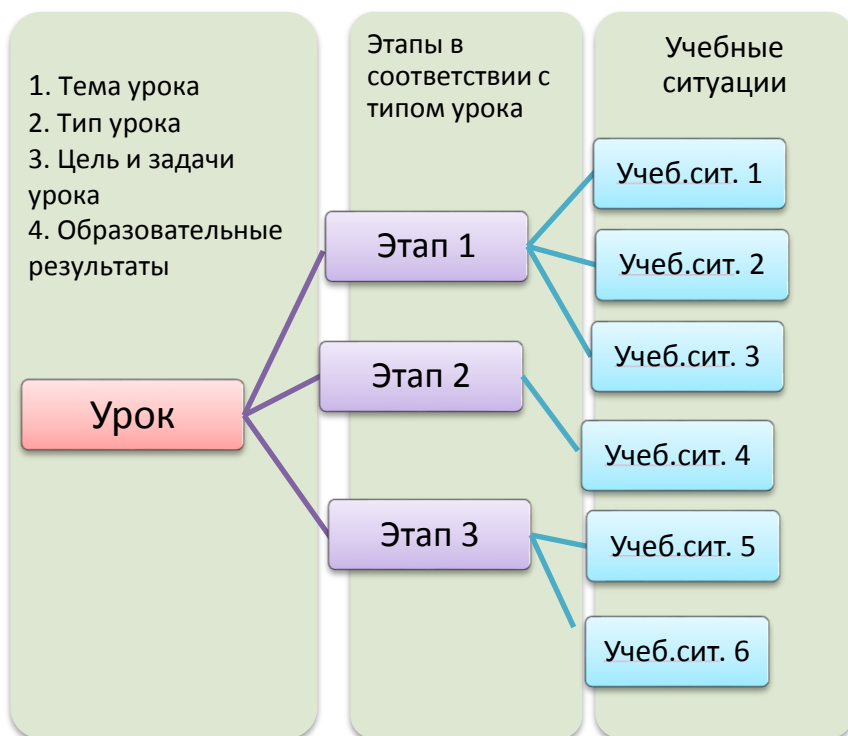 1. Тема урока
2. Тип урока
3. Цель и задачи
урока
4. Образовательные
результаты
Урок
Этапы в
соответствии с
типом урока
Этап 1
Этап 2
Этап 3
Учебные
ситуации
Учеб.сит. 1
Учеб.сит. 2
Учеб.сит. 3
Учеб.сит. 4
Учеб.сит. 5
Учеб.сит. 6